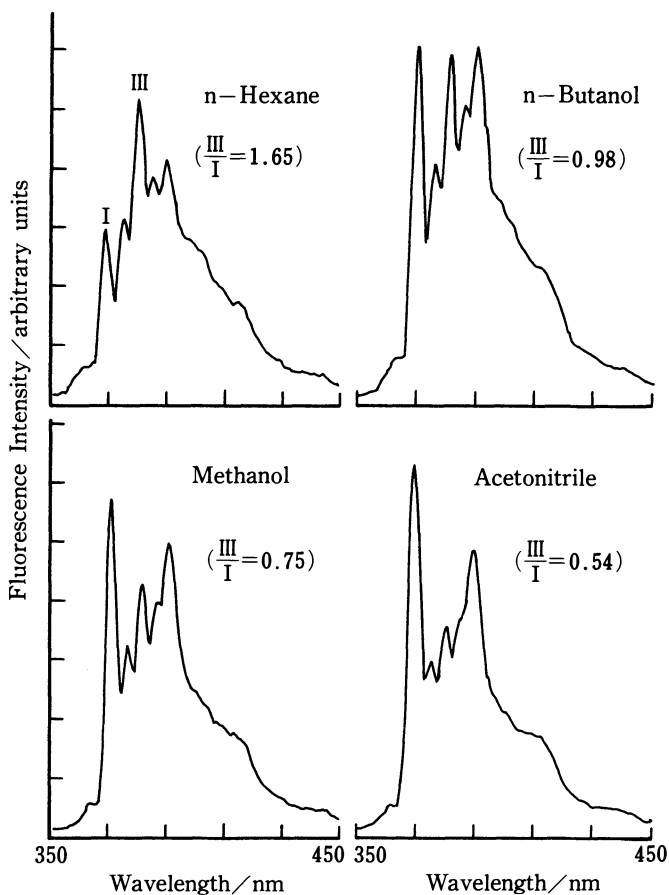 Fluorescence Intensity/arbitrary units
n-Hexane
(III/I=1.65)
I
III
n-Butanol
(III/I=0.98)
Methanol
(III/I=0.75)
Acetonitrile
(III/I=0.54)
350
450
350
450
Wavelength/nm
Wavelength/nm